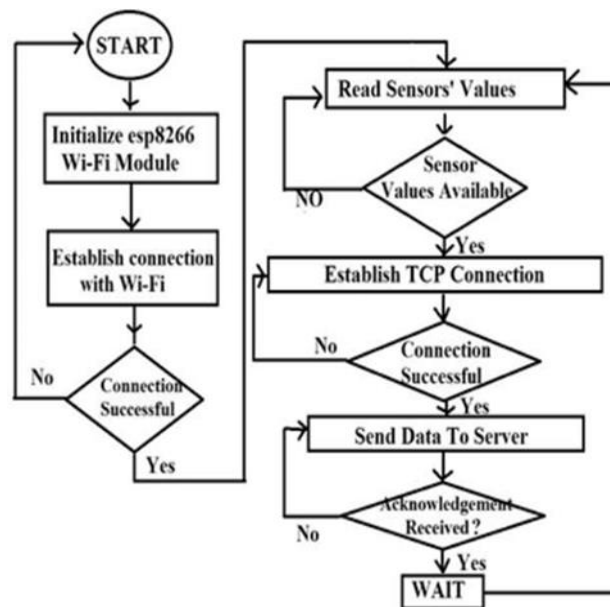 START
Initialize esp8266
Wi-Fi Module
Establish connection
with Wi-Fi
Connection
Successful
No
Yes
Read Sensors' Values
Sensor
Values Available
NO
Yes
Establish TCP Connection
Connection
Successful
No
Yes
Send Data To Server
Acknowledgement
Received?
No
Yes
WAIT